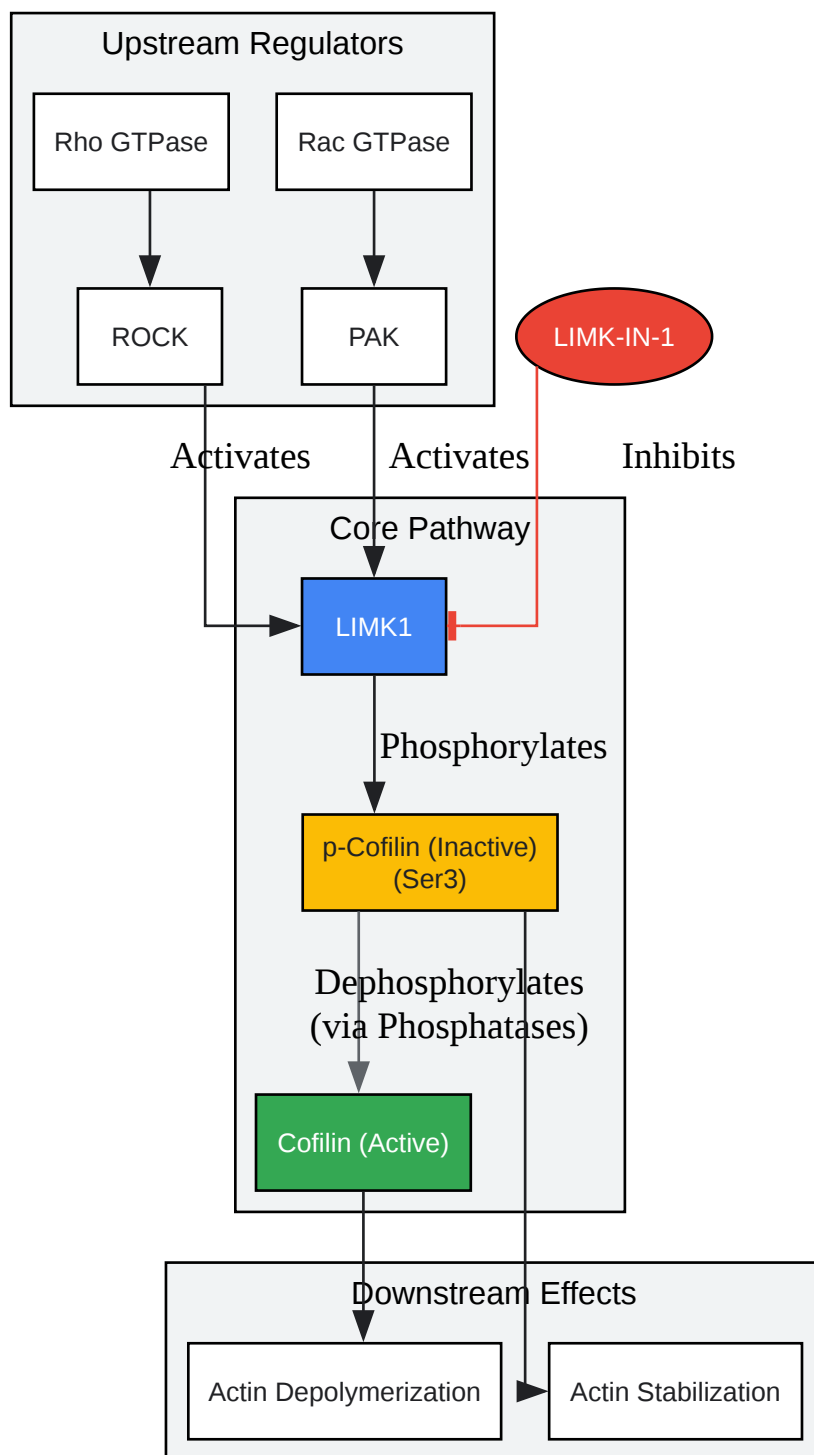 Upstream Regulators
Rho GTPase
Rac GTPase
ROCK
PAK
LIMK-IN-1
Activates
Activates
Inhibits
Core Pathway
LIMK1
Phosphorylates
p-Cofilin (Inactive)
(Ser3)
Dephosphorylates
(via Phosphatases)
Cofilin (Active)
Downstream Effects
Actin Depolymerization
Actin Stabilization